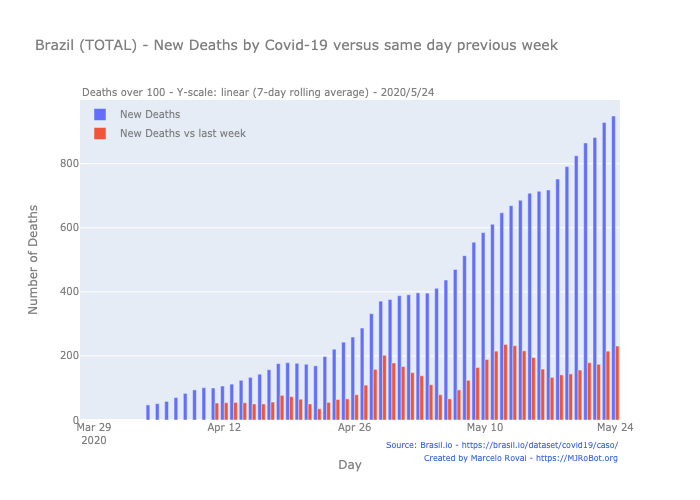 Brazil (TOTAL) - New Deaths by Covid-19 versus same day previous week
Deaths over 100 - Y-scale: linear (7-day rolling average) - 2020/5/24
New Deaths
New Deaths vs last week
Number of Deaths
800
600
400
200
0
Mar 29
2020
Apr 12
Apr 26
May 10
May 24
Day
Source: Brasil.io - https://brasil.io/dataset/covid19/caso/
Created by Marcelo Rovai - https://MJRoBot.org